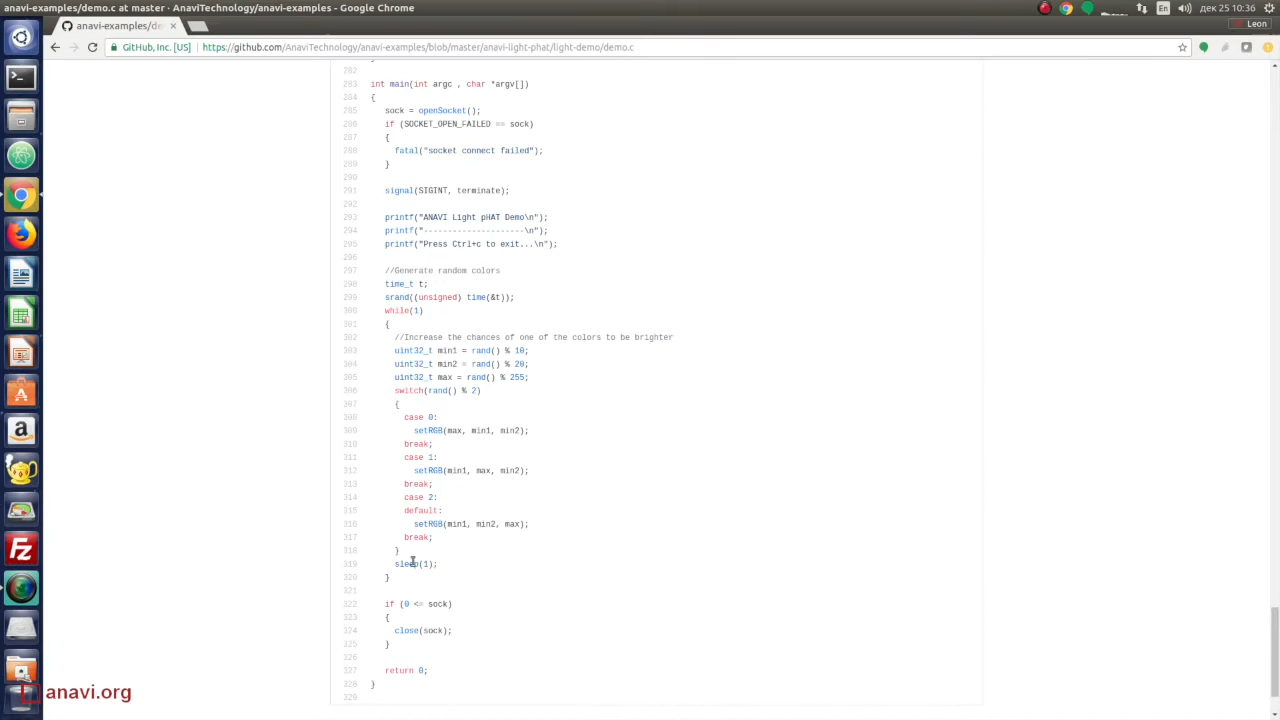 anavi-examples/demo.c at master · AnaviTechnology/anavi-examples - Google Chrome
En
дек 25 10:36
anavi-examples/de
Leon
GitHub, Inc. [US]
https://github.com/AnaviTechnology/anavi-examples/blob/master/anavi-light-phat/light-demo/demo.c
282
283 int main(int argc , char *argv[])
284 {
285 sock = openSocket();
286 if (SOCKET_OPEN_FAILED == sock)
287 {
288 fatal("socket connect failed");
289 }
290
291 signal(SIGINT, terminate);
292
293 printf("ANAVI Light pHAT Demo\n");
294 printf("---------------------\n");
295 printf("Press Ctrl+c to exit...\n");
296
297 //Generate random colors
298 time_t t;
299 srand((unsigned) time(&t));
300 while(1)
301 {
302 //Increase the chances of one of the colors to be brighter
303 uint32_t min1 = rand() % 10;
304 uint32_t min2 = rand() % 20;
305 uint32_t max = rand() % 255;
306 switch(rand() % 2)
307 {
308 case 0:
309 setRGB(max, min1, min2);
310 break;
311 case 1:
312 setRGB(min1, max, min2);
313 break;
314 case 2:
315 default:
316 setRGB(min1, min2, max);
317 break;
318 }
319 sleep(1);
320 }
321
322 if (0 <= sock)
323 {
324 close(sock);
325 }
326
327 return 0;
328 }
329
anavi.org